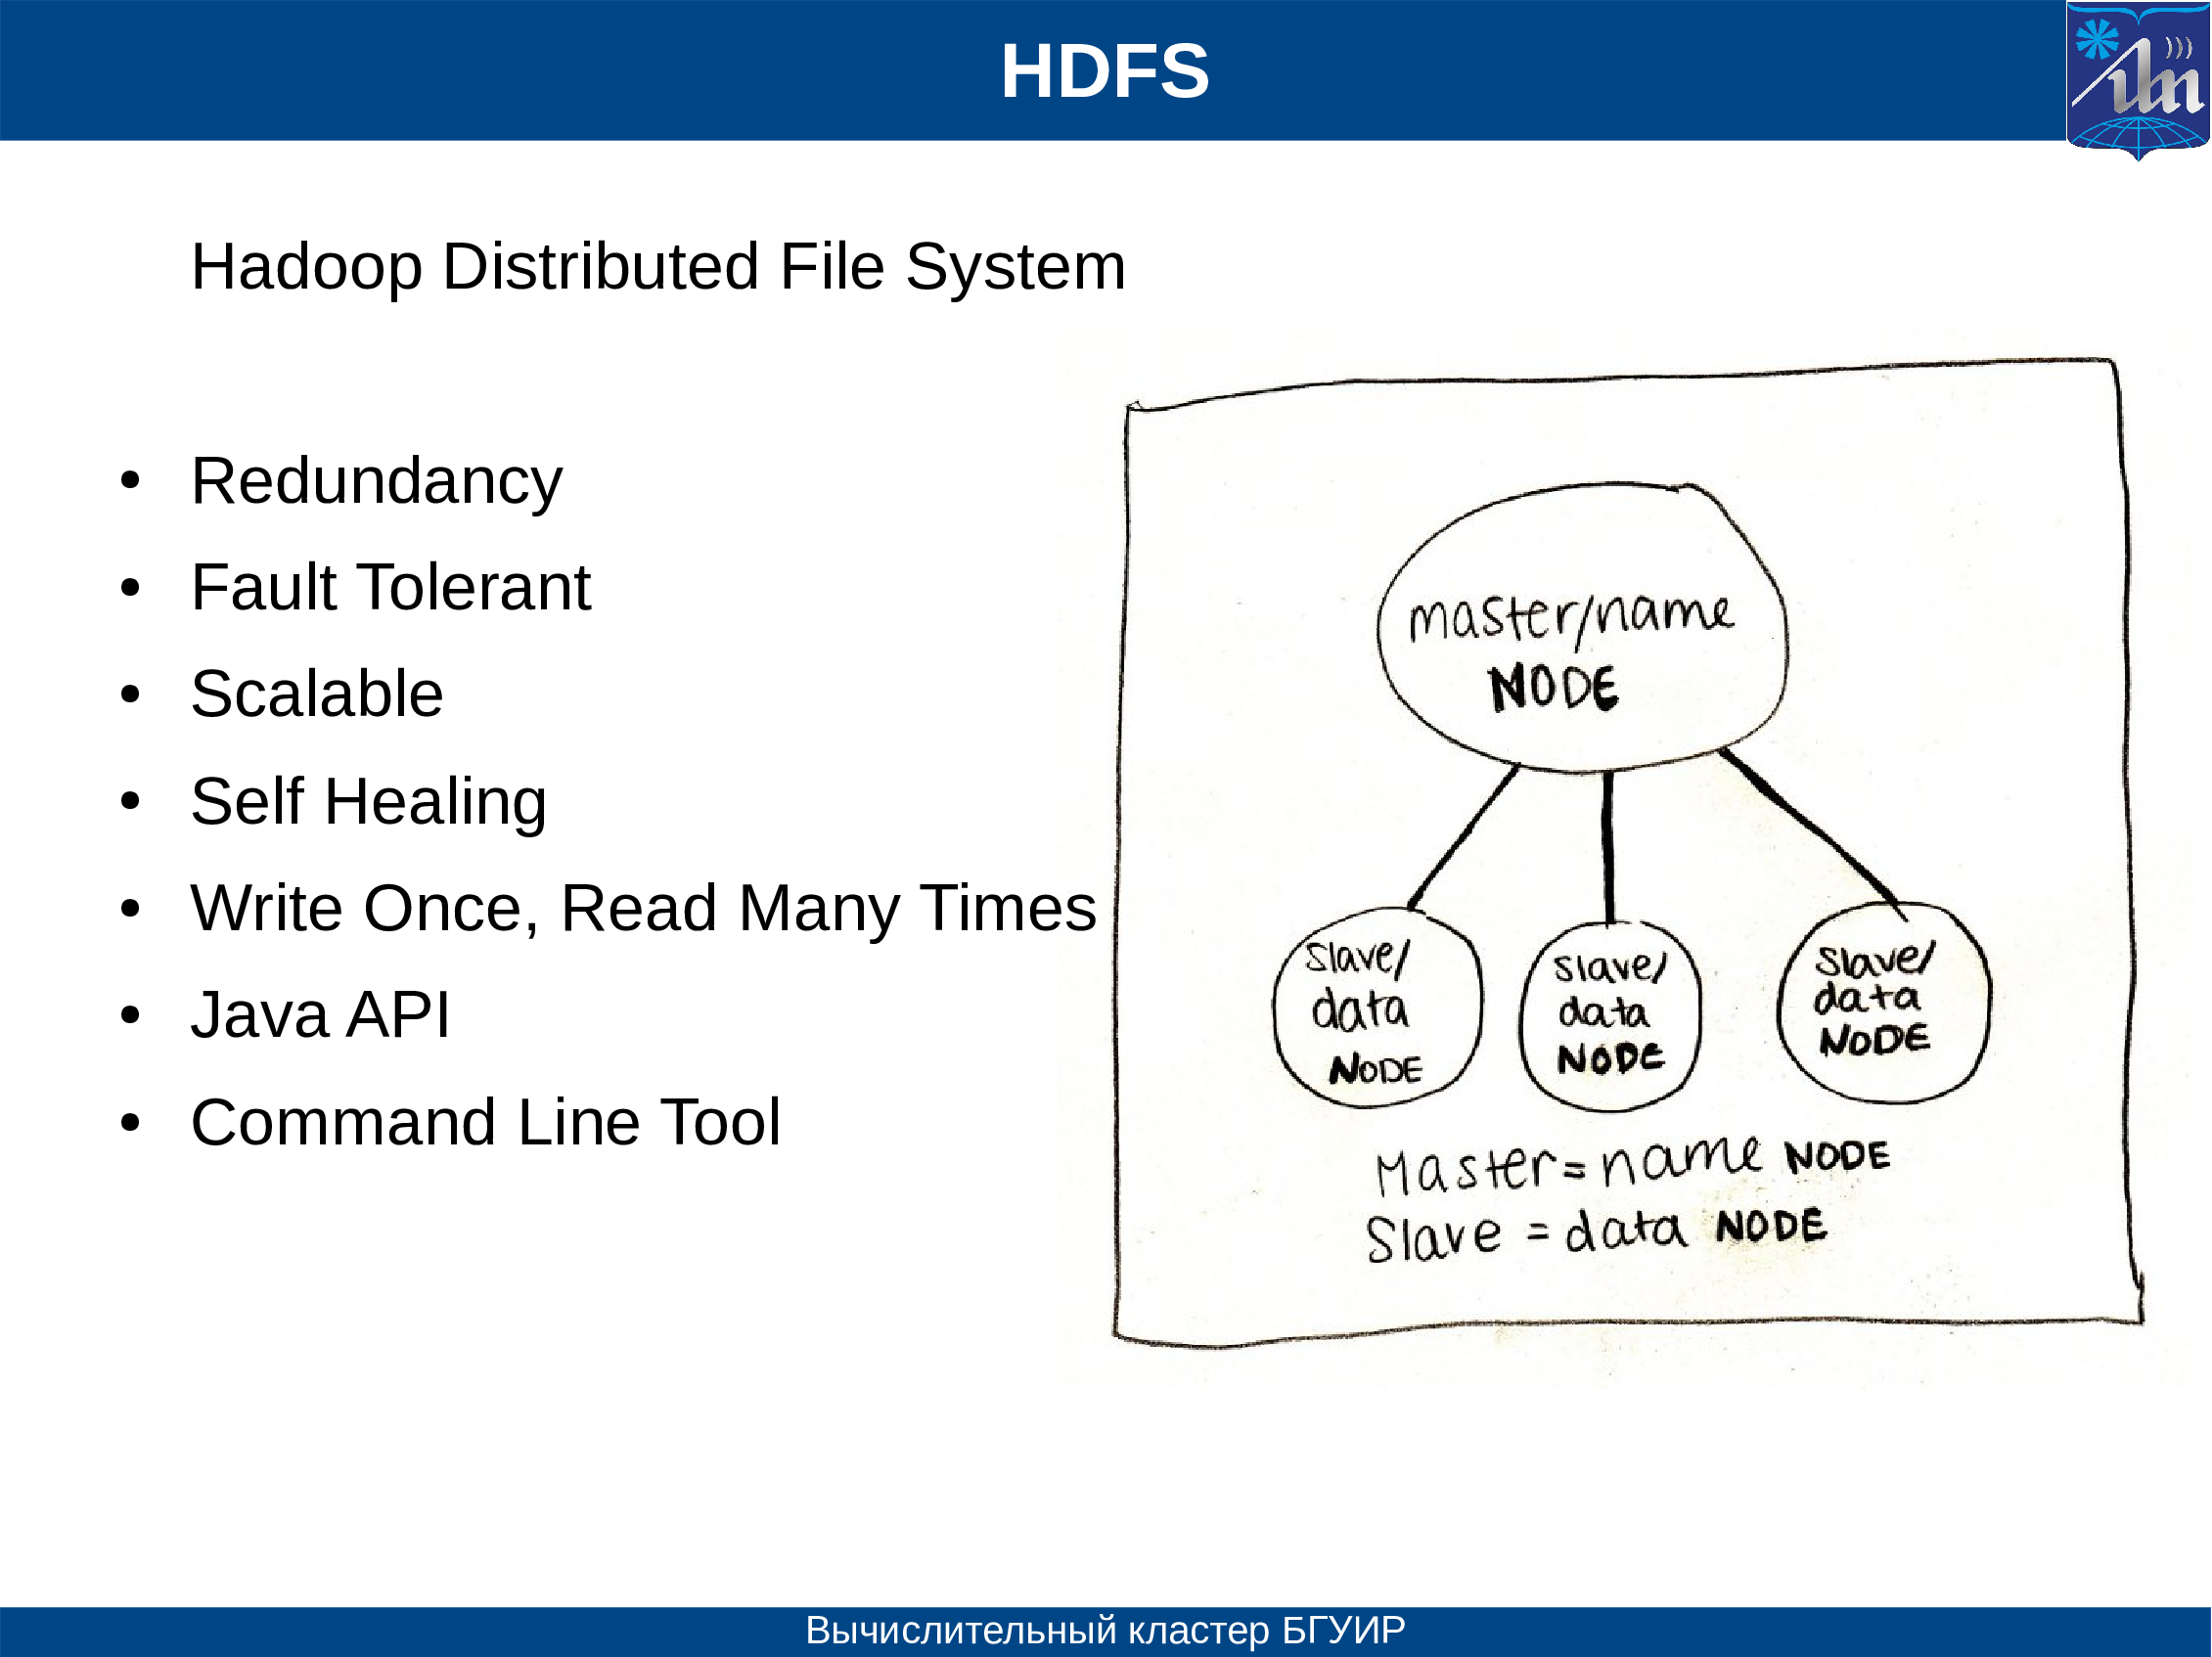 HDFS
Hadoop Distributed File System
• Redundancy
• Fault Tolerant
• Scalable
• Self Healing
• Write Once, Read Many Times
• Java API
• Command Line Tool
master/name
NODE
slave/
data
NODE
slave/
data
NODE
slave/
data
NODE
Master = name NODE
Slave = data NODE
Вычислительный кластер БГУИР